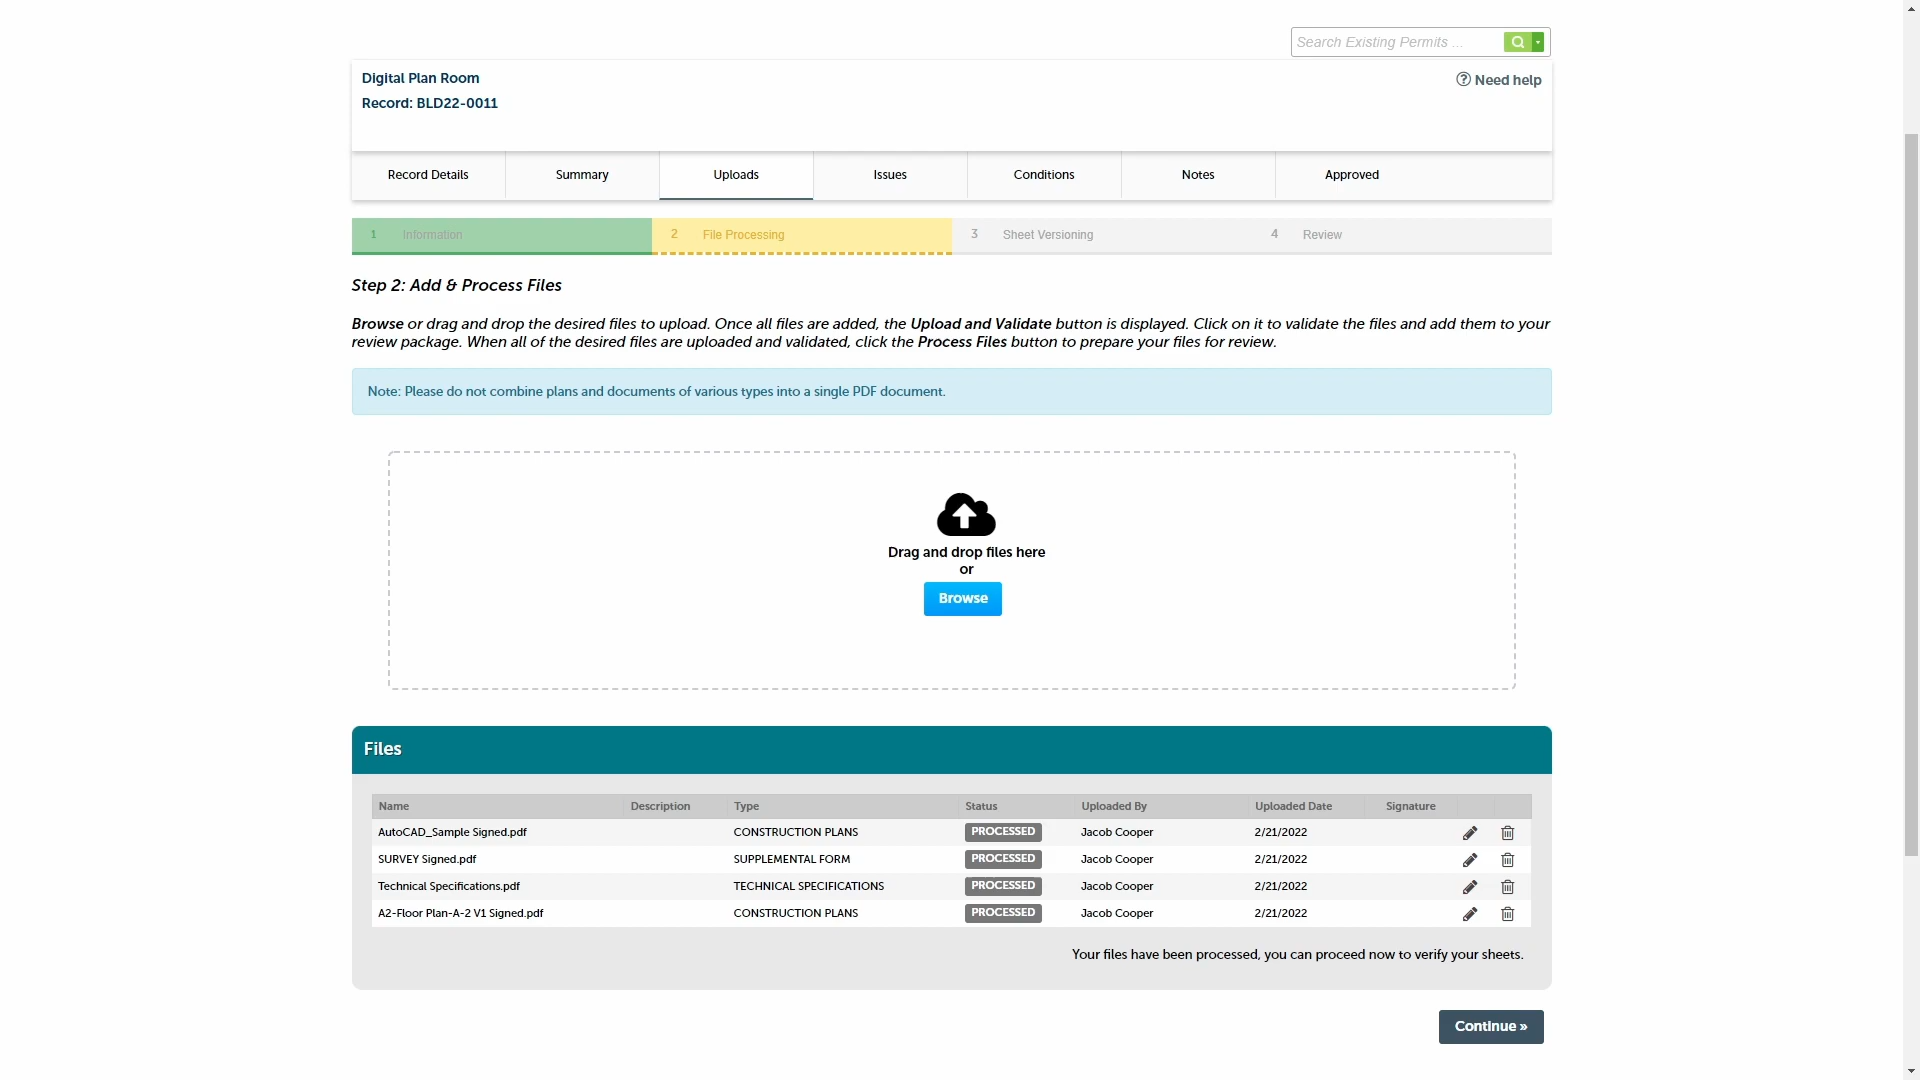 Search Existing Permits ...
Digital Plan Room
Need help
Record: BLD22-0011
Record Details
Summary
Uploads
Issues
Conditions
Notes
Approved
1 Information
2 File Processing
3 Sheet Versioning
4 Review
Step 2: Add & Process Files
Browse or drag and drop the desired files to upload. Once all files are added, the Upload and Validate button is displayed. Click on it to validate the files and add them to your
review package. When all of the desired files are uploaded and validated, click the Process Files button to prepare your files for review.
Note: Please do not combine plans and documents of various types into a single PDF document.
Drag and drop files here
or
Browse
Files
Name Description Type Status Uploaded By Uploaded Date Signature
AutoCAD_Sample Signed.pdf CONSTRUCTION PLANS PROCESSED Jacob Cooper 2/21/2022
SURVEY Signed.pdf SUPPLEMENTAL FORM PROCESSED Jacob Cooper 2/21/2022
Technical Specifications.pdf TECHNICAL SPECIFICATIONS PROCESSED Jacob Cooper 2/21/2022
A2-Floor Plan-A-2 V1 Signed.pdf CONSTRUCTION PLANS PROCESSED Jacob Cooper 2/21/2022
Your files have been processed, you can proceed now to verify your sheets.
Continue »